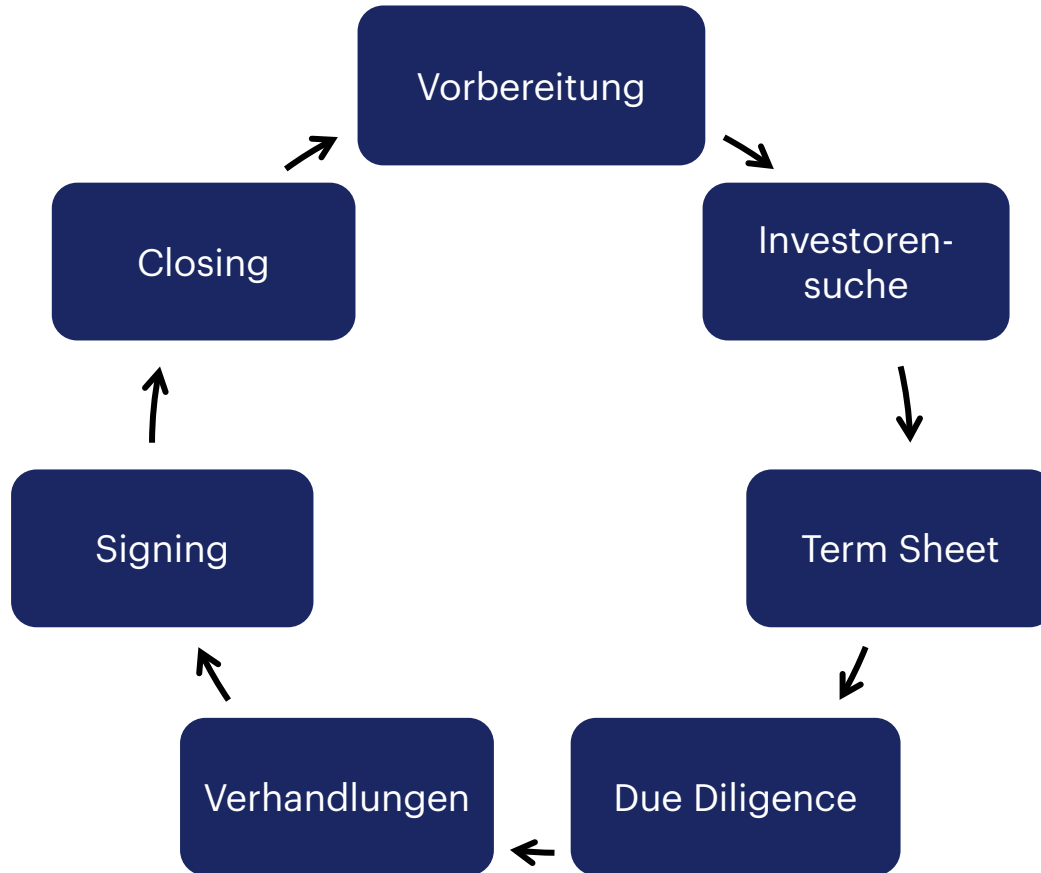 Vorbereitung
Investoren-
suche
Term Sheet
Due Diligence
Verhandlungen
Signing
Closing